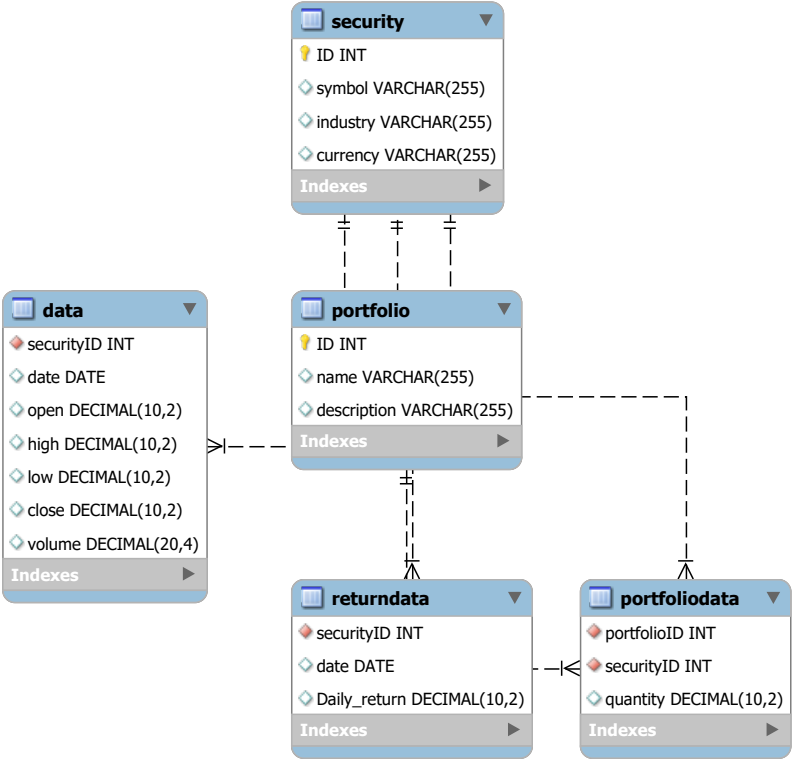 security
ID INT
symbol VARCHAR(255)
industry VARCHAR(255)
currency VARCHAR(255)
Indexes
data
securityID INT
date DATE
open DECIMAL(10,2)
high DECIMAL(10,2)
low DECIMAL(10,2)
close DECIMAL(10,2)
volume DECIMAL(20,4)
Indexes
portfolio
ID INT
name VARCHAR(255)
description VARCHAR(255)
Indexes
returndata
securityID INT
date DATE
Daily_return DECIMAL(10,2)
Indexes
portfoliodata
portfolioID INT
securityID INT
quantity DECIMAL(10,2)
Indexes